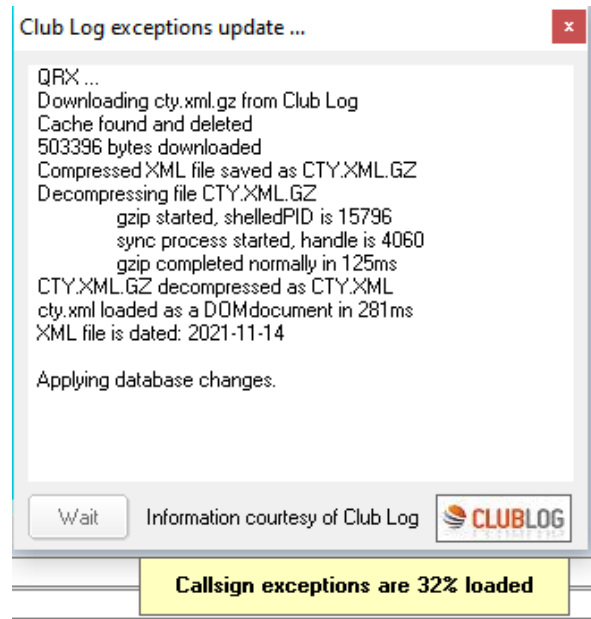 Club Log exceptions update ...
x
QRX ...
Downloading cty.xml.gz from Club Log
Cache found and deleted
503396 bytes downloaded
Compressed XML file saved as CTY.XML.GZ
Decompressing file CTY.XML.GZ
gzip started, shelledPID is 15796
sync process started, handle is 4060
gzip completed normally in 125ms
CTY.XML.GZ decompressed as CTY.XML
cty.xml loaded as a DOMdocument in 281ms
XML file is dated: 2021-11-14
Applying database changes.
Wait
Information courtesy of Club Log
CLUBLOG
Callsign exceptions are 32% loaded